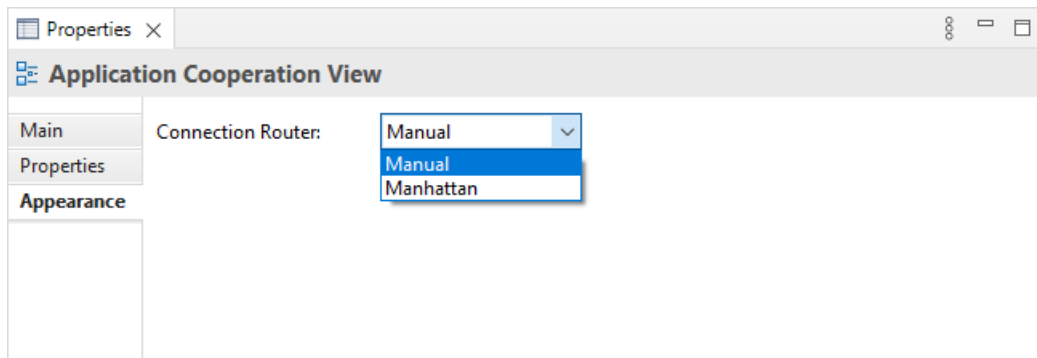 Properties
Application Cooperation View
Main
Connection Router:
Manual
Properties
Manual
Appearance
Manhattan